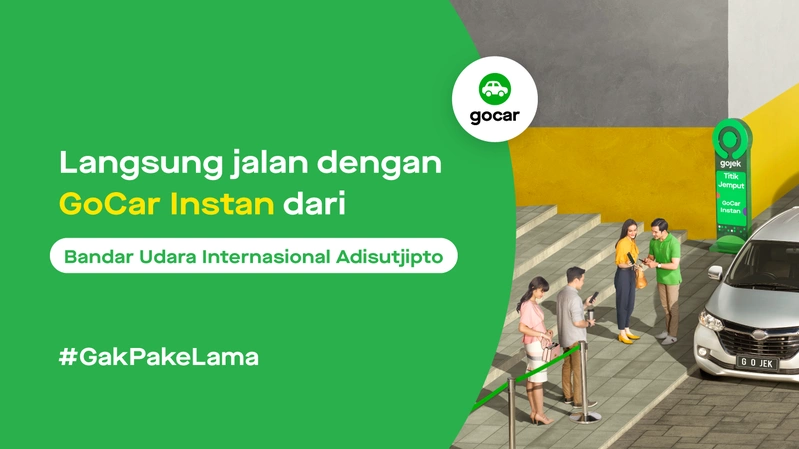 gocar
Langsung jalan dengan
GoCar Instan dari
Bandar Udara Internasional Adisutjipto
#GakPakeLama
gojek
Titik
Jemput
GoCar
Instan
G O JEK